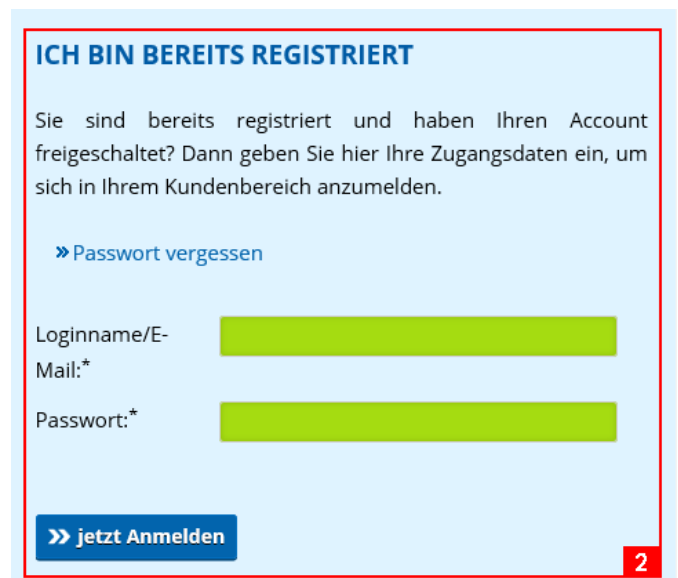 ICH BIN BEREITS REGISTRIERT
Sie sind bereits registriert und haben Ihren Account
freigeschaltet? Dann geben Sie hier Ihre Zugangsdaten ein, um
sich in Ihrem Kundenbereich anzumelden.
» Passwort vergessen
Loginname/E-
Mail:*
Passwort:*
» jetzt Anmelden
2